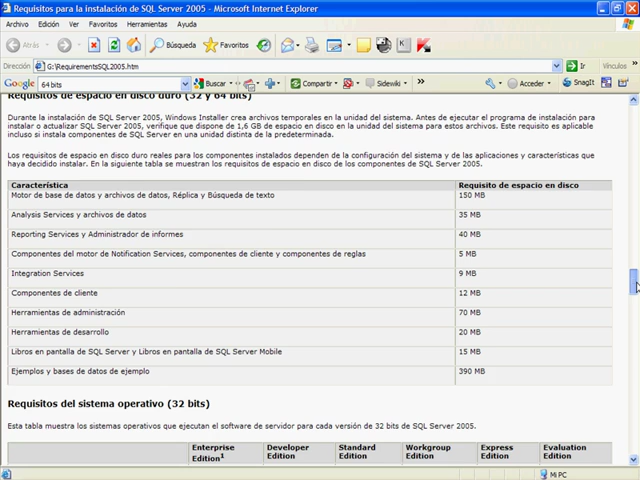 Requisitos para la instalación de SQL Server 2005 - Microsoft Internet Explorer
Archivo Edición Ver Favoritos Herramientas Ayuda
Atrás Búsqueda Favoritos
Dirección G:\RequirementsSQL2005.htm Ir Vínculos »
Google 64 bits Buscar Compartir Sidewiki » Acceder SnagIt
Requisitos de espacio en disco duro (32 y 64 bits)
Durante la instalación de SQL Server 2005, Windows Installer crea archivos temporales en la unidad del sistema. Antes de ejecutar el programa de instalación para
instalar o actualizar SQL Server 2005, verifique que dispone de 1,6 GB de espacio en disco en la unidad del sistema para estos archivos. Este requisito es aplicable
incluso si instala componentes de SQL Server en una unidad distinta de la predeterminada.
Los requisitos de espacio en disco duro reales para los componentes instalados dependen de la configuración del sistema y de las aplicaciones y características que
haya decidido instalar. En la siguiente tabla se muestran los requisitos de espacio en disco de los componentes de SQL Server 2005.
Característica Requisito de espacio en disco
Motor de base de datos y archivos de datos, Réplica y Búsqueda de texto 150 MB
Analysis Services y archivos de datos 35 MB
Reporting Services y Administrador de informes 40 MB
Componentes del motor de Notification Services, componentes de cliente y componentes de reglas 5 MB
Integration Services 9 MB
Componentes de cliente 12 MB
Herramientas de administración 70 MB
Herramientas de desarrollo 20 MB
Libros en pantalla de SQL Server y Libros en pantalla de SQL Server Mobile 15 MB
Ejemplos y bases de datos de ejemplo 390 MB
Requisitos del sistema operativo (32 bits)
Esta tabla muestra los sistemas operativos que ejecutan el software de servidor para cada versión de 32 bits de SQL Server 2005.
Enterprise Developer Standard Workgroup Express Evaluation
Edition1 Edition Edition Edition Edition Edition
Mi PC